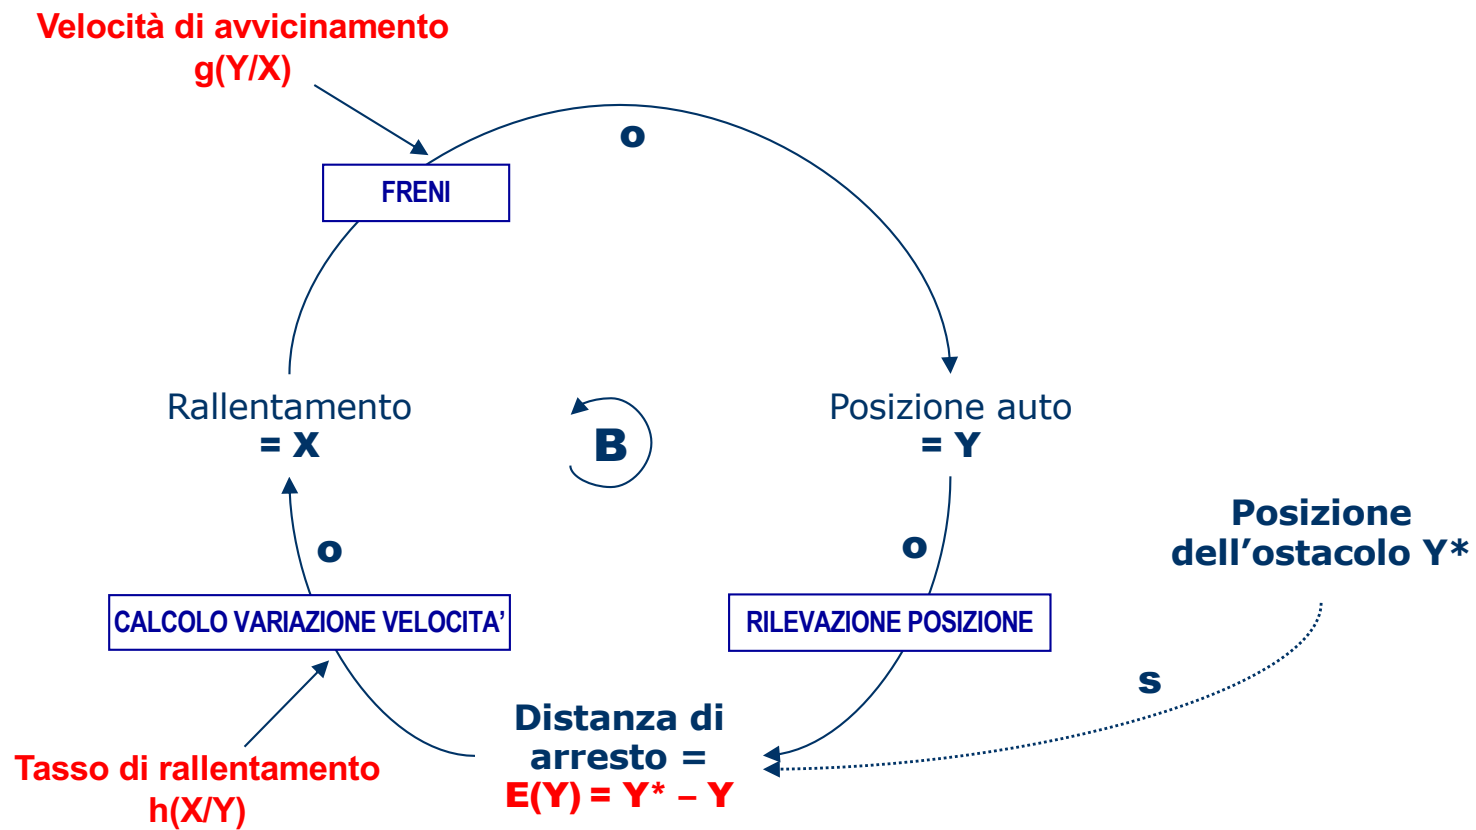 Velocità di avvicinamento
g(Y/X)
o
FRENI
Rallentamento
= X
B
Posizione auto
= Y
Posizione
dell’ostacolo Y*
o
o
CALCOLO VARIAZIONE VELOCITA’
RILEVAZIONE POSIZIONE
s
Distanza di
arresto =
E(Y) = Y* – Y
Tasso di rallentamento
h(X/Y)